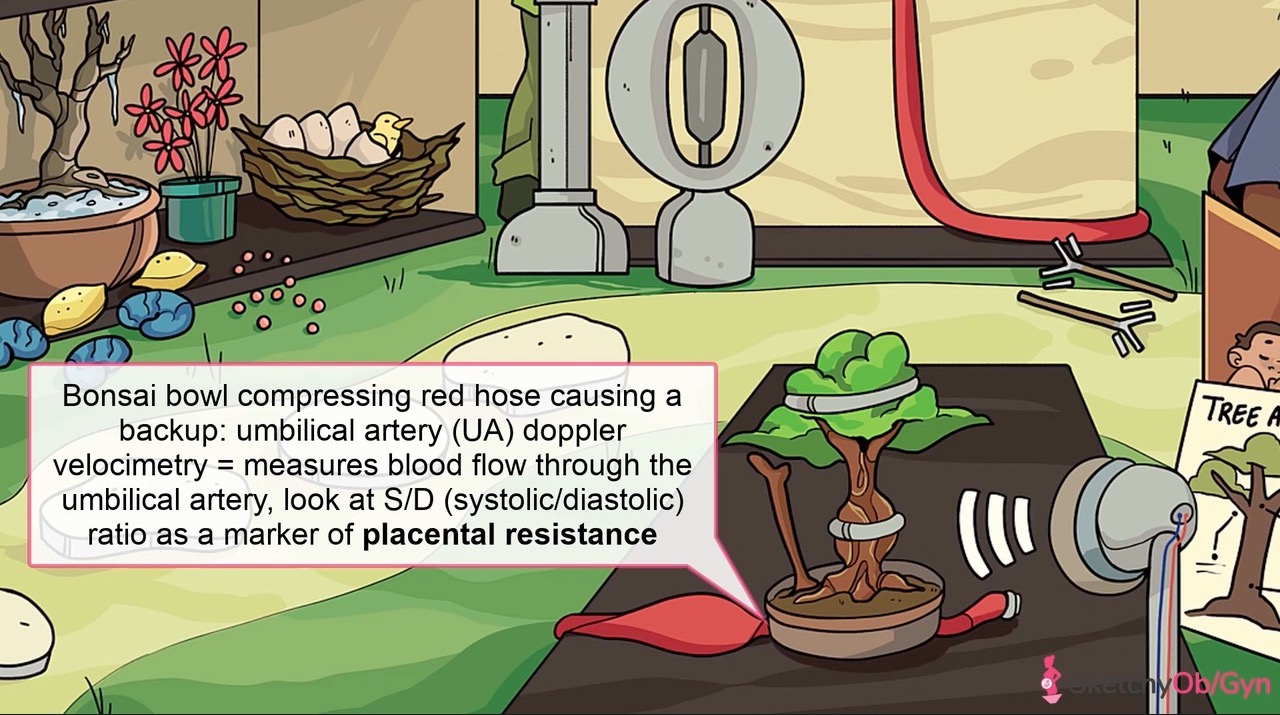 Bonsai bowl compressing red hose causing a
backup: umbilical artery (UA) doppler
velocimetry = measures blood flow through the
umbilical artery, look at S/D (systolic/diastolic)
ratio as a marker of placental resistance
TREE A
SketchyOb/Gyn